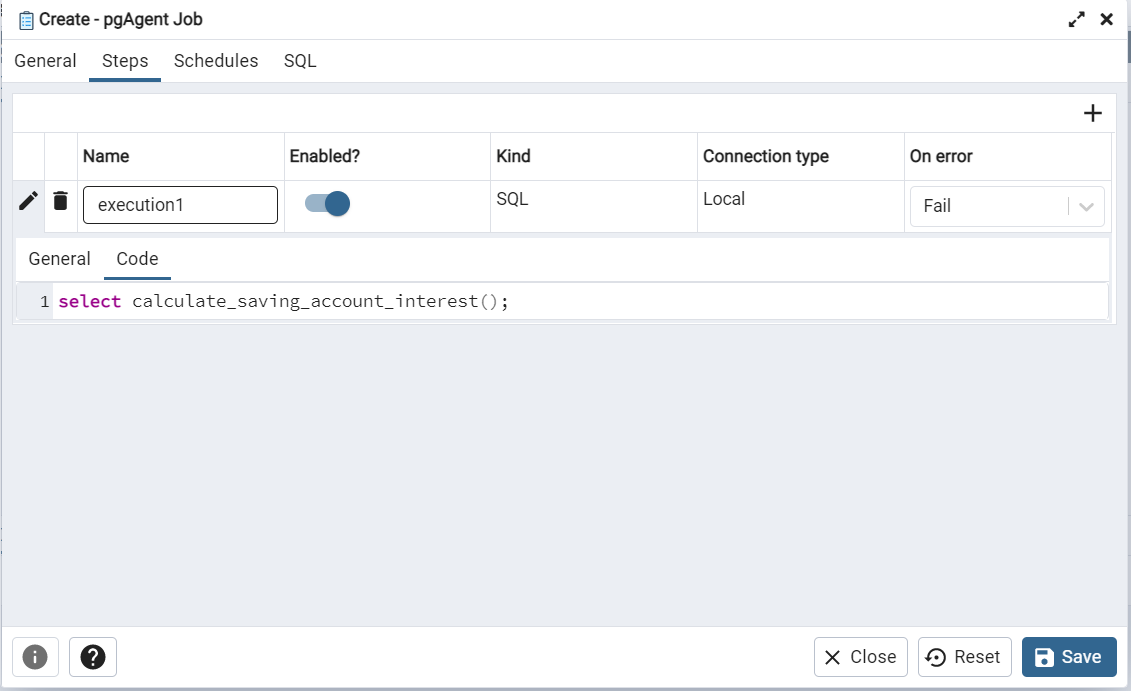 Create - pgAgent Job
General Steps Schedules SQL
Name Enabled? Kind Connection type On error
execution1 SQL Local Fail
General Code
1 select calculate_saving_account_interest();
Close Reset Save